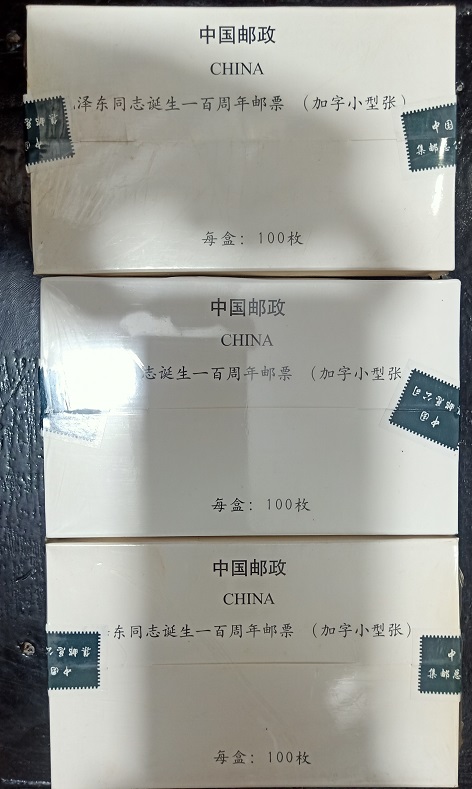 中国邮政
CHINA
泽东同志诞生一百周年邮票 （加字小型张）
每盒：100枚
中国邮政
CHINA
志诞生一百周年邮票 （加字小型张
中国
每盒：100枚
中国邮政
CHINA
东同志诞生一百周年邮票 （加字小型张）
中国
每盒：100枚